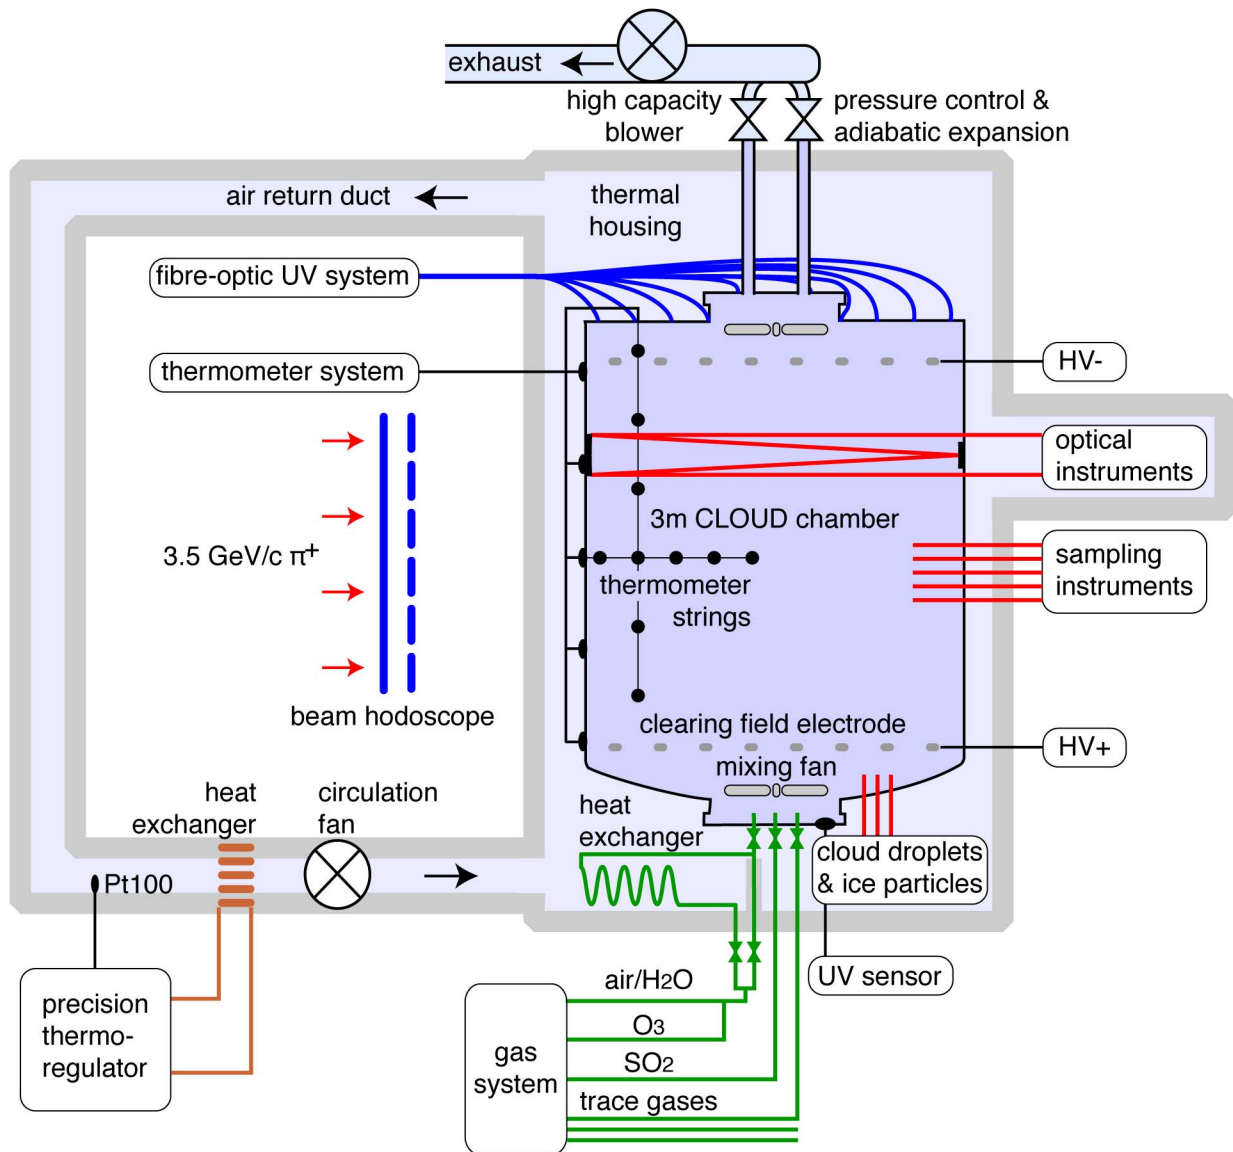 exhaust
high capacity
blower
pressure control &
adiabatic expansion
air return duct
thermal
housing
fibre-optic UV system
thermometer system
HV-
optical
instruments
3m CLOUD chamber
3.5 GeV/c π+
sampling
instruments
thermometer
strings
beam hodoscope
clearing field electrode
HV+
mixing fan
heat
exchanger
circulation
fan
heat
exchanger
cloud droplets
& ice particles
Pt100
UV sensor
precision
thermo-
regulator
air/H2O
O3
gas
system
SO2
trace gases